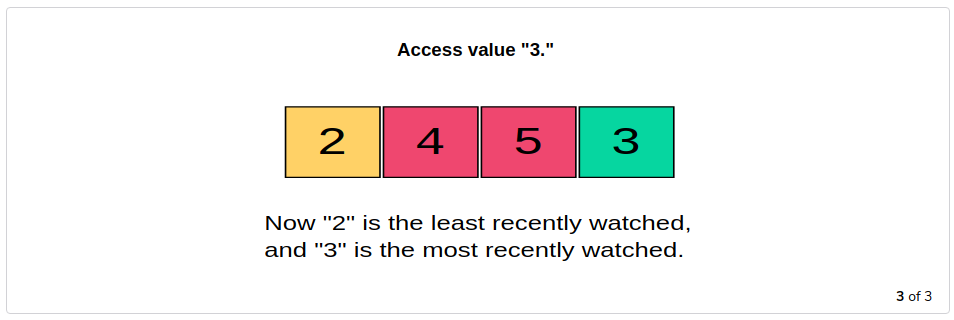 Access value "3."
2 4 5 3
Now "2" is the least recently watched,
and "3" is the most recently watched.
3 of 3